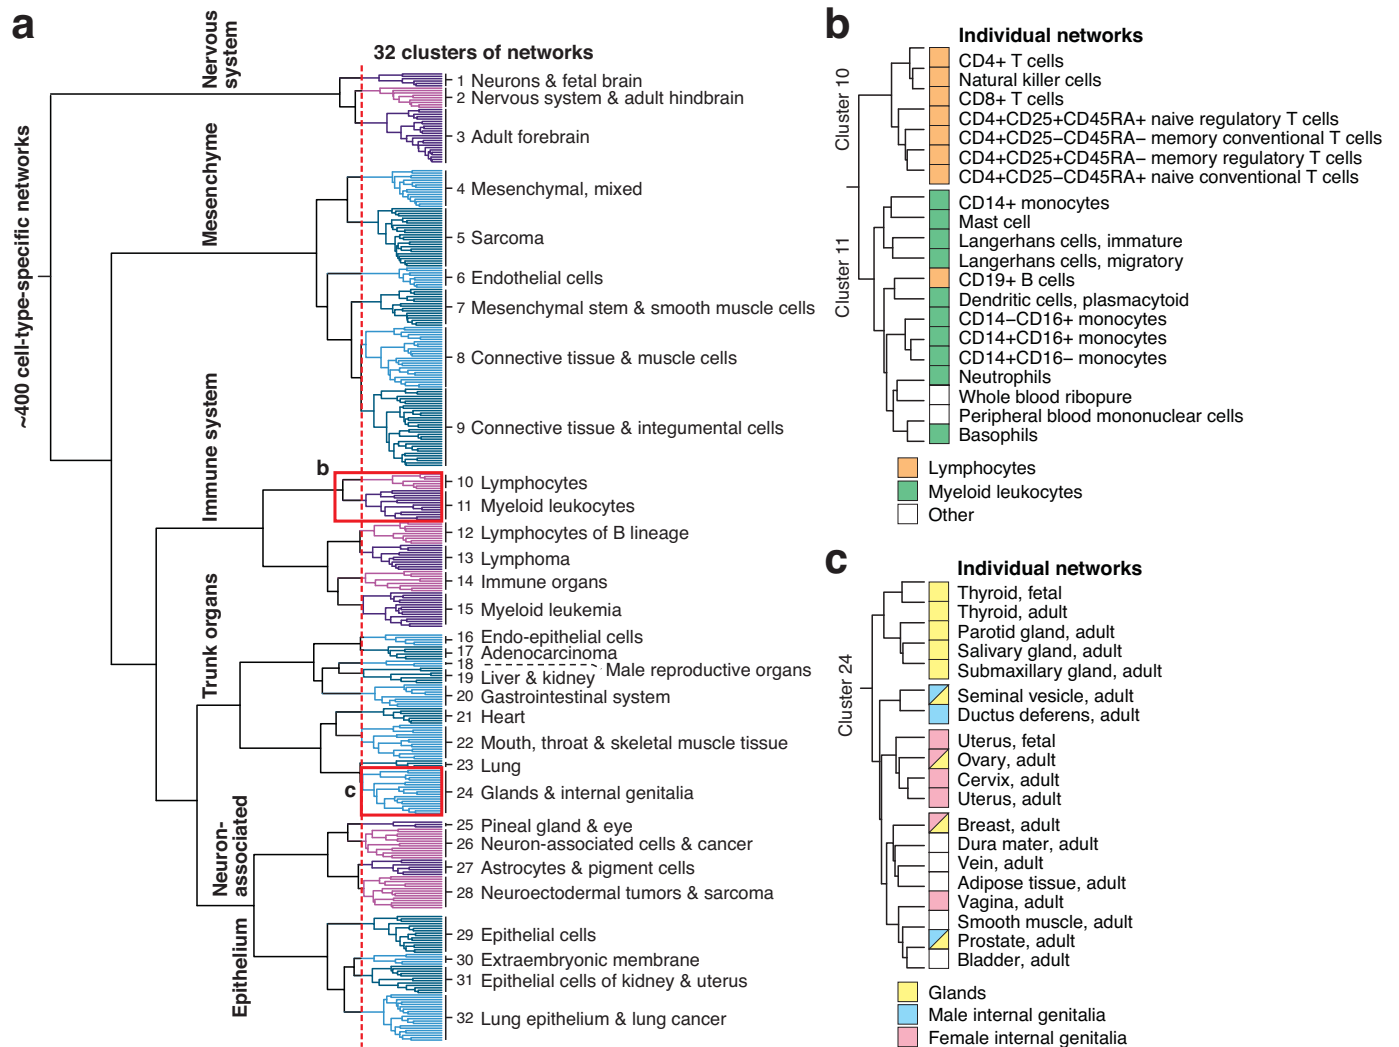 a
~400 cell-type-specific networks
Nervous
system
Mesenchyme
Immune system
Trunk organs
Neuron-
associated
Epithelium
32 clusters of networks
1 Neurons & fetal brain
2 Nervous system & adult hindbrain
3 Adult forebrain
4 Mesenchymal, mixed
5 Sarcoma
6 Endothelial cells
7 Mesenchymal stem & smooth muscle cells
8 Connective tissue & muscle cells
9 Connective tissue & integumental cells
b
10 Lymphocytes
11 Myeloid leukocytes
12 Lymphocytes of B lineage
13 Lymphoma
14 Immune organs
15 Myeloid leukemia
16 Endo-epithelial cells
17 Adenocarcinoma
18 Male reproductive organs
19 Liver & kidney
20 Gastrointestinal system
21 Heart
22 Mouth, throat & skeletal muscle tissue
23 Lung
c
24 Glands & internal genitalia
25 Pineal gland & eye
26 Neuron-associated cells & cancer
27 Astrocytes & pigment cells
28 Neuroectodermal tumors & sarcoma
29 Epithelial cells
30 Extraembryonic membrane
31 Epithelial cells of kidney & uterus
32 Lung epithelium & lung cancer
b
Individual networks
Cluster 10
CD4+ T cells
Natural killer cells
CD8+ T cells
CD4+CD25+CD45RA+ naive regulatory T cells
CD4+CD25−CD45RA− memory conventional T cells
CD4+CD25+CD45RA− memory regulatory T cells
CD4+CD25−CD45RA+ naive conventional T cells
Cluster 11
CD14+ monocytes
Mast cell
Langerhans cells, immature
Langerhans cells, migratory
CD19+ B cells
Dendritic cells, plasmacytoid
CD14−CD16+ monocytes
CD14+CD16+ monocytes
CD14+CD16− monocytes
Neutrophils
Whole blood ribopure
Peripheral blood mononuclear cells
Basophils
Lymphocytes
Myeloid leukocytes
Other
c
Individual networks
Cluster 24
Thyroid, fetal
Thyroid, adult
Parotid gland, adult
Salivary gland, adult
Submaxillary gland, adult
Seminal vesicle, adult
Ductus deferens, adult
Uterus, fetal
Ovary, adult
Cervix, adult
Uterus, adult
Breast, adult
Dura mater, adult
Vein, adult
Adipose tissue, adult
Vagina, adult
Smooth muscle, adult
Prostate, adult
Bladder, adult
Glands
Male internal genitalia
Female internal genitalia